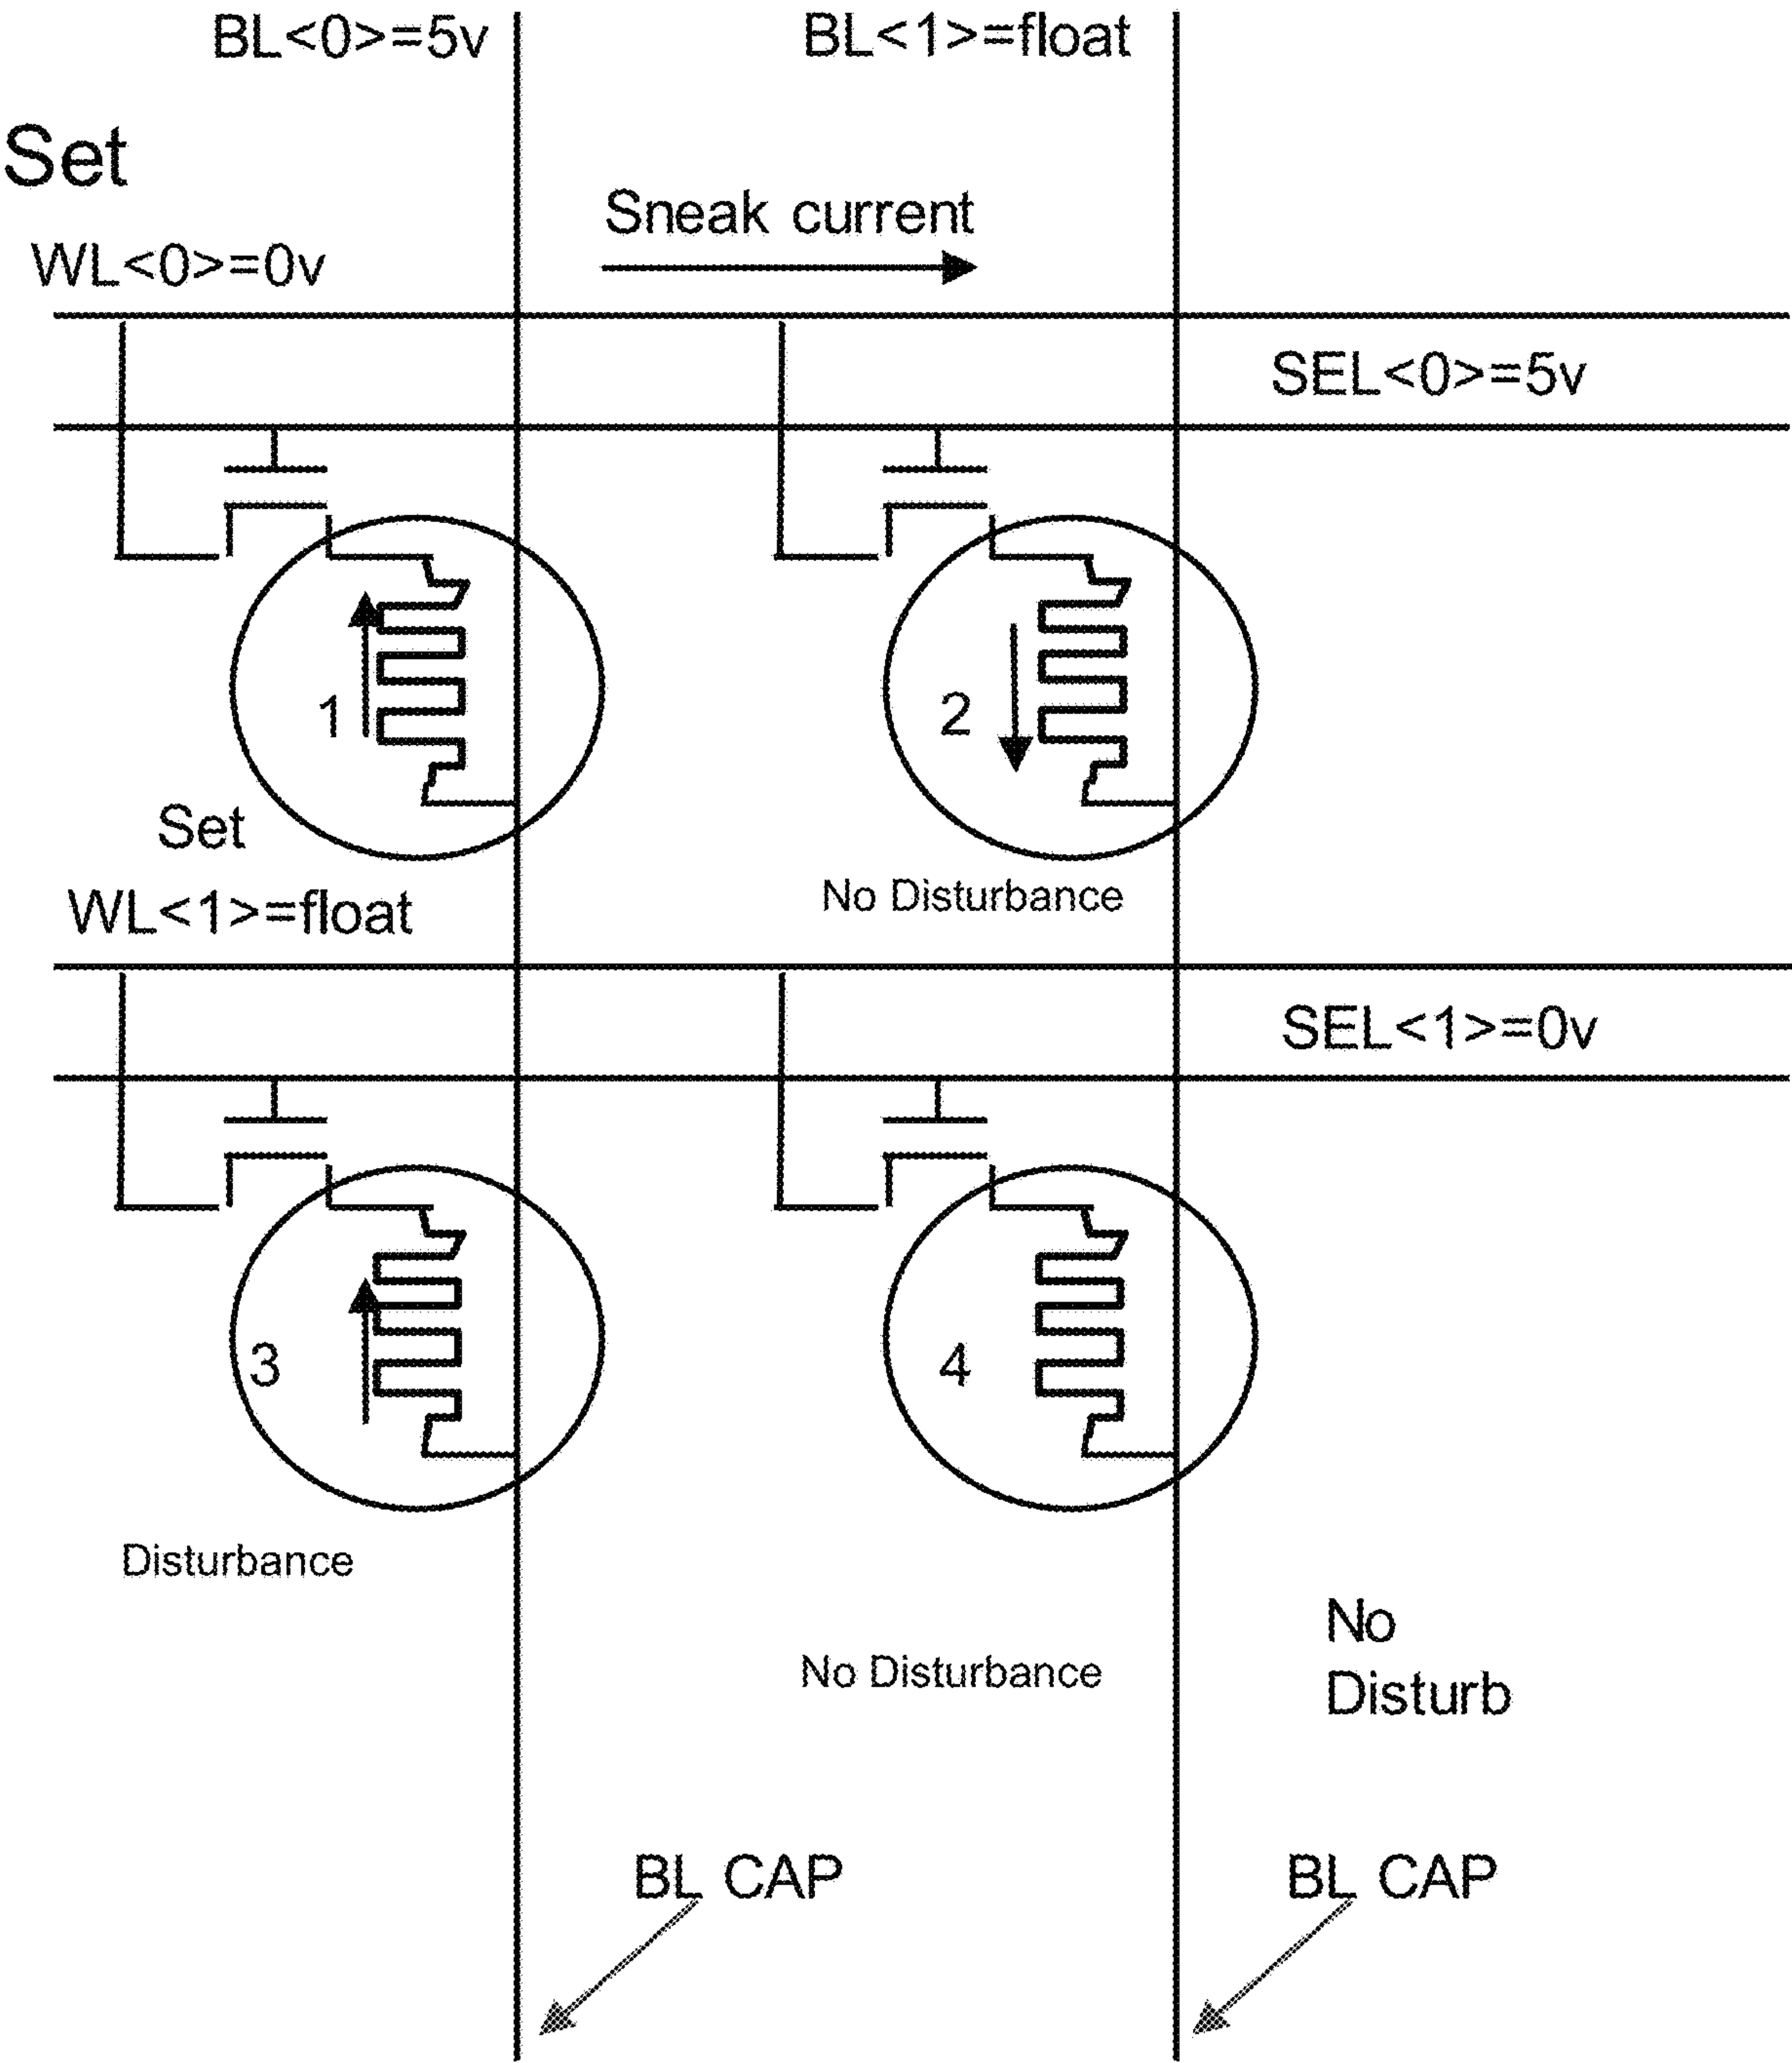 BL<0>=5v
BL<1>=float
Set
Sneak current
WL<0>=0v
SEL<0>=5v
1
2
Set
No Disturbance
WL<1>=float
SEL<1>=0v
3
4
Disturbance
No Disturbance
No
Disturb
BL CAP
BL CAP